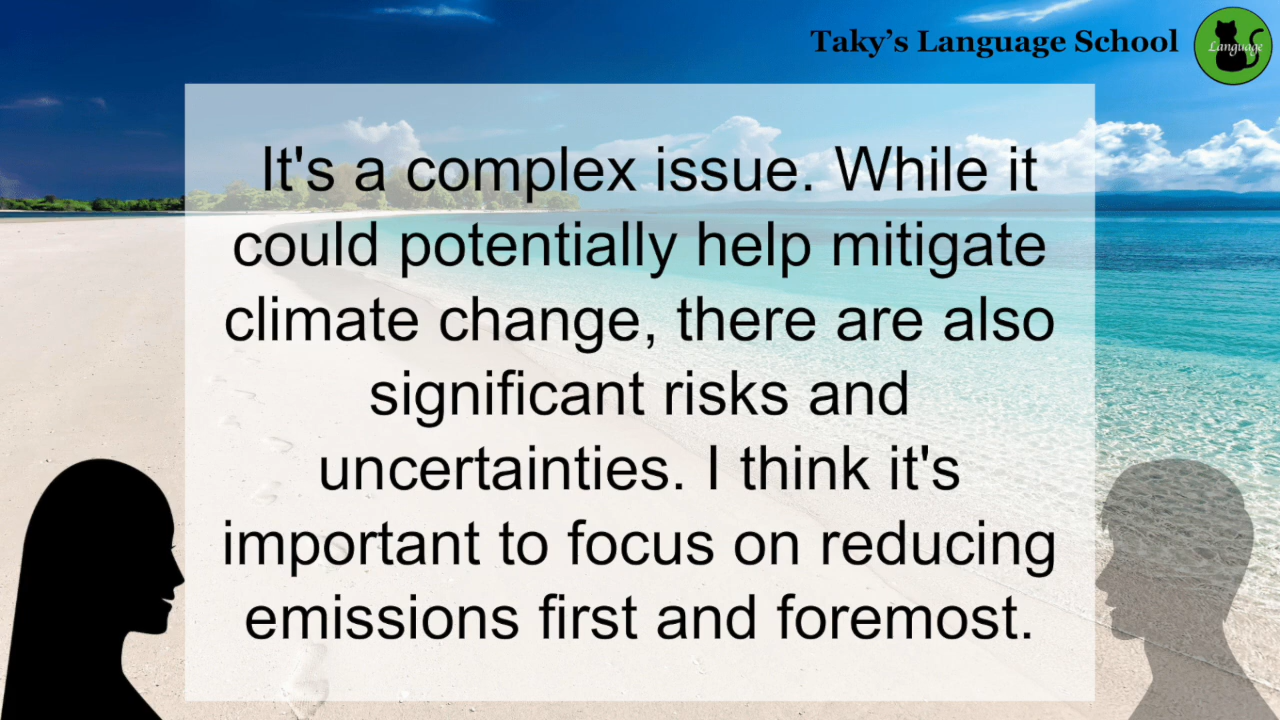 Taky’s Language School
Language
It's a complex issue. While it
could potentially help mitigate
climate change, there are also
significant risks and
uncertainties. I think it's
important to focus on reducing
emissions first and foremost.